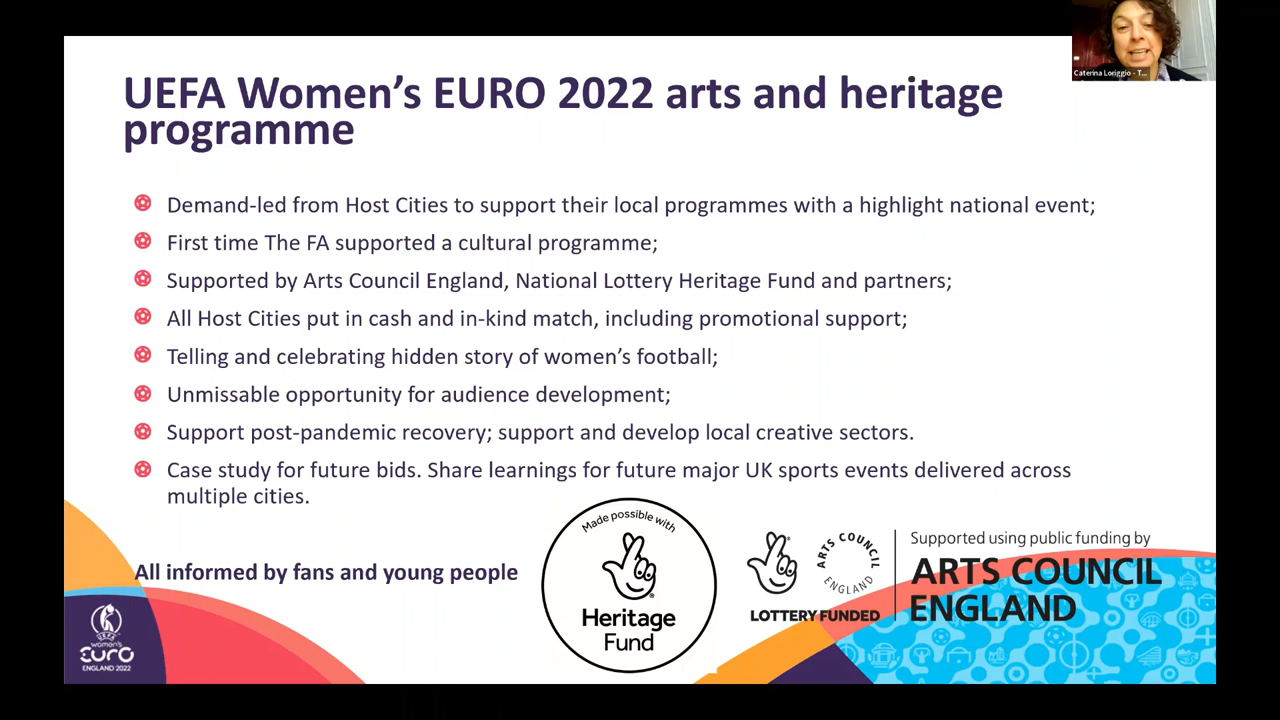 Caterina Loriggio - T...
UEFA Women's EURO 2022 arts and heritage
programme
Demand-led from Host Cities to support their local programmes with a highlight national event;
First time The FA supported a cultural programme;
Supported by Arts Council England, National Lottery Heritage Fund and partners;
All Host Cities put in cash and in-kind match, including promotional support;
Telling and celebrating hidden story of women's football;
Unmissable opportunity for audience development;
Support post-pandemic recovery; support and develop local creative sectors.
Case study for future bids. Share learnings for future major UK sports events delivered across
multiple cities.
All informed by fans and young people
Made possible with
Heritage
Fund
ARTS COUNCIL
ENGLAND
LOTTERY FUNDED
Supported using public funding by
ARTS COUNCIL
ENGLAND
UEFA
women's
EURO
ENGLAND 2022